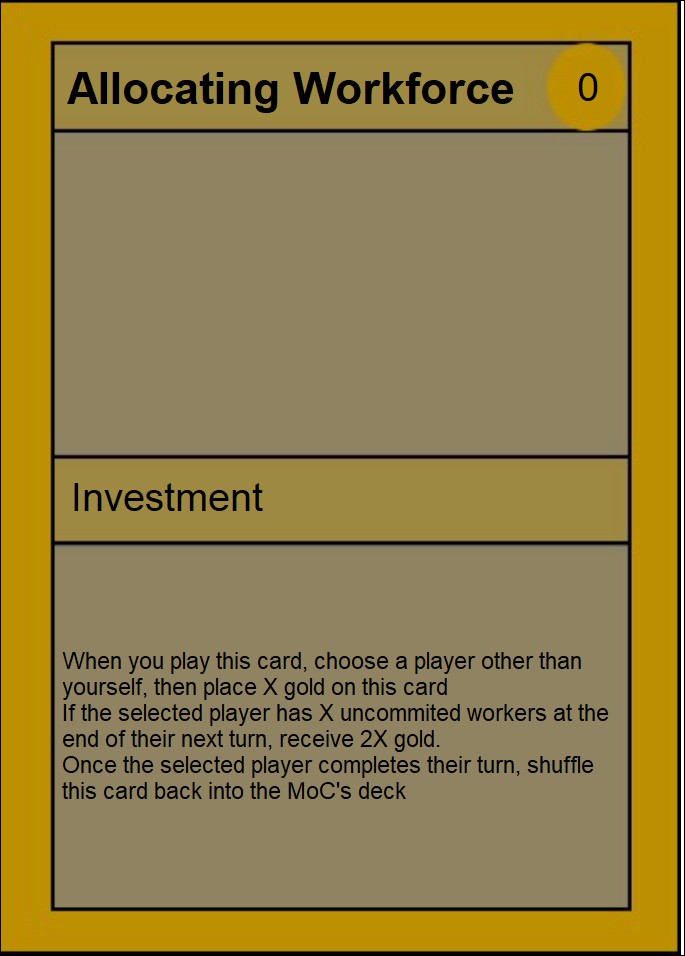 Allocating Workforce
0
Investment
When you play this card, choose a player other than
yourself, then place X gold on this card
If the selected player has X uncommited workers at the
end of their next turn, receive 2X gold.
Once the selected player completes their turn, shuffle
this card back into the MoC's deck